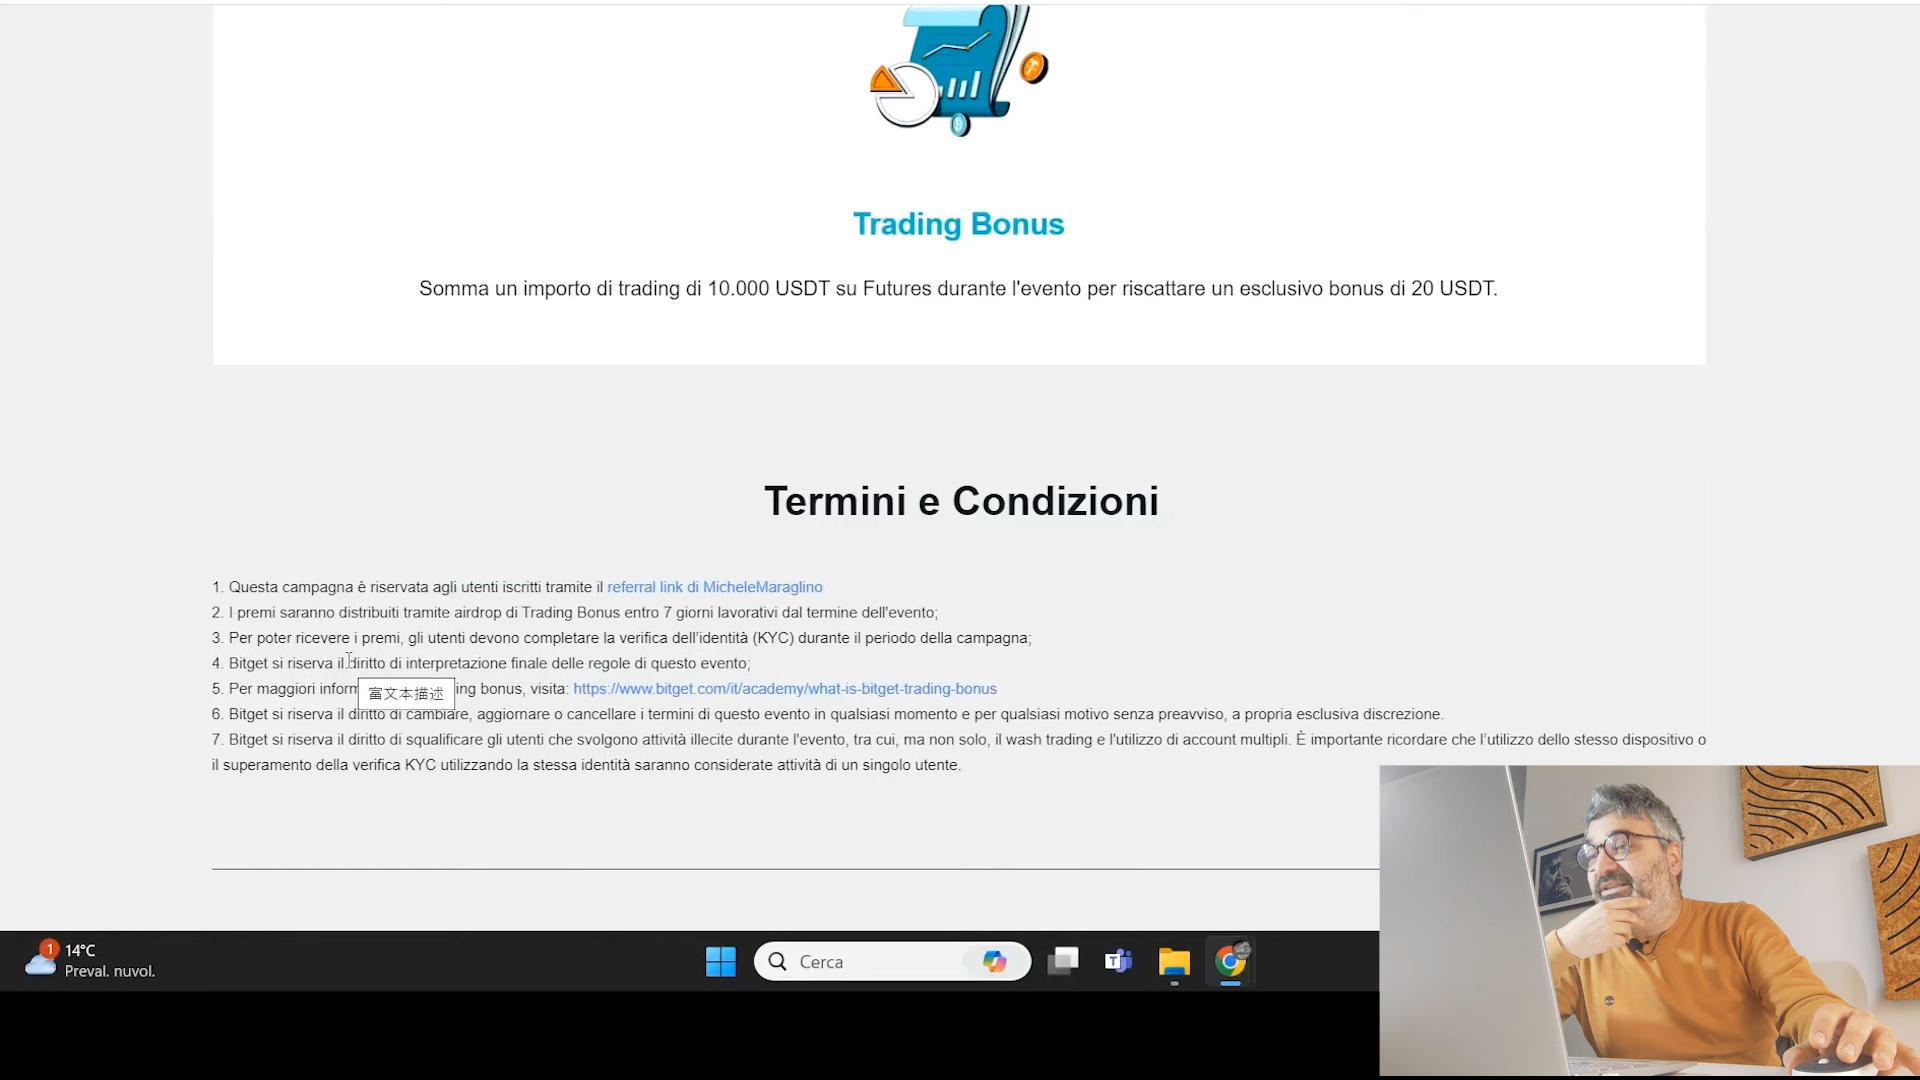 Trading Bonus
Somma un importo di trading di 10.000 USDT su Futures durante l'evento per riscattare un esclusivo bonus di 20 USDT.
Termini e Condizioni
1. Questa campagna è riservata agli utenti iscritti tramite il referral link di MicheleMaraglino
2. I premi saranno distribuiti tramite airdrop di Trading Bonus entro 7 giorni lavorativi dal termine dell'evento;
3. Per poter ricevere i premi, gli utenti devono completare la verifica dell'identità (KYC) durante il periodo della campagna;
4. Bitget si riserva il diritto di interpretazione finale delle regole di questo evento;
5. Per maggiori inform ing bonus, visita: https://www.bitget.com/it/academy/what-is-bitget-trading-bonus
富文本描述
6. Bitget si riserva il diritto di cambiare, aggiornare o cancellare i termini di questo evento in qualsiasi momento e per qualsiasi motivo senza preavviso, a propria esclusiva discrezione.
7. Bitget si riserva il diritto di squalificare gli utenti che svolgono attività illecite durante l'evento, tra cui, ma non solo, il wash trading e l'utilizzo di account multipli. È importante ricordare che l'utilizzo dello stesso dispositivo o
il superamento della verifica KYC utilizzando la stessa identità saranno considerate attività di un singolo utente.
1
14°C
Preval. nuvol.
Cerca